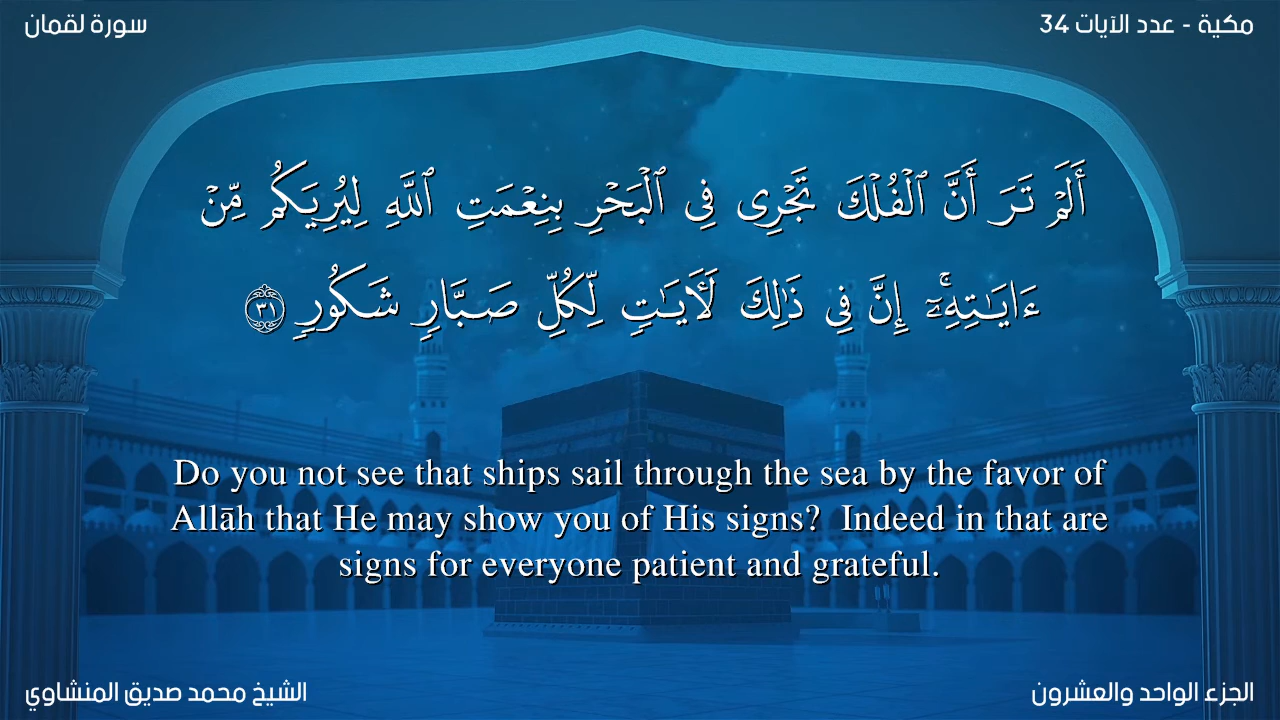 سورة لقمان
مكية - عدد الآيات 34
أَلَمۡ تَرَ أَنَّ ٱلۡفُلۡكَ تَجۡرِي فِي ٱلۡبَحۡرِ بِنِعۡمَتِ ٱللَّهِ لِيُرِيَكُم مِّنۡ
ءَايَٰتِهِۦٓۚ إِنَّ فِي ذَٰلِكَ لَأٓيَٰتٖ لِّكُلِّ صَبَّارٖ شَكُورٖ ٣١
Do you not see that ships sail through the sea by the favor of
Allāh that He may show you of His signs?  Indeed in that are
signs for everyone patient and grateful.
الشيخ محمد صديق المنشاوي
الجزء الواحد والعشرون